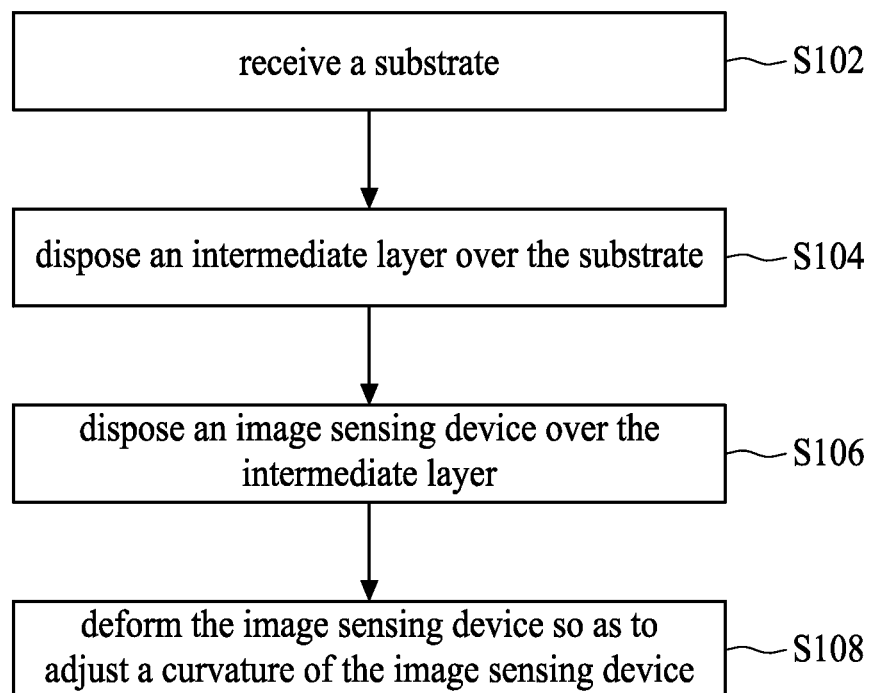 receive a substrate
S102
dispose an intermediate layer over the substrate
S104
dispose an image sensing device over the
intermediate layer
S106
deform the image sensing device so as to
adjust a curvature of the image sensing device
S108